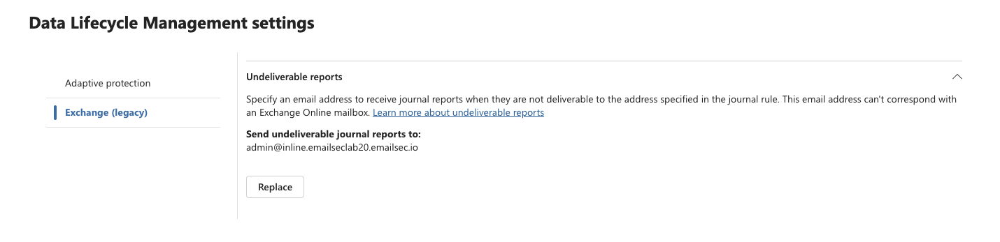 Data Lifecycle Management settings
Adaptive protection
Exchange (legacy)
Undeliverable reports
Specify an email address to receive journal reports when they are not deliverable to the address specified in the journal rule. This email address can't correspond with
an Exchange Online mailbox. Learn more about undeliverable reports
Send undeliverable journal reports to:
admin@inline.emailseclab20.emailsec.io
Replace